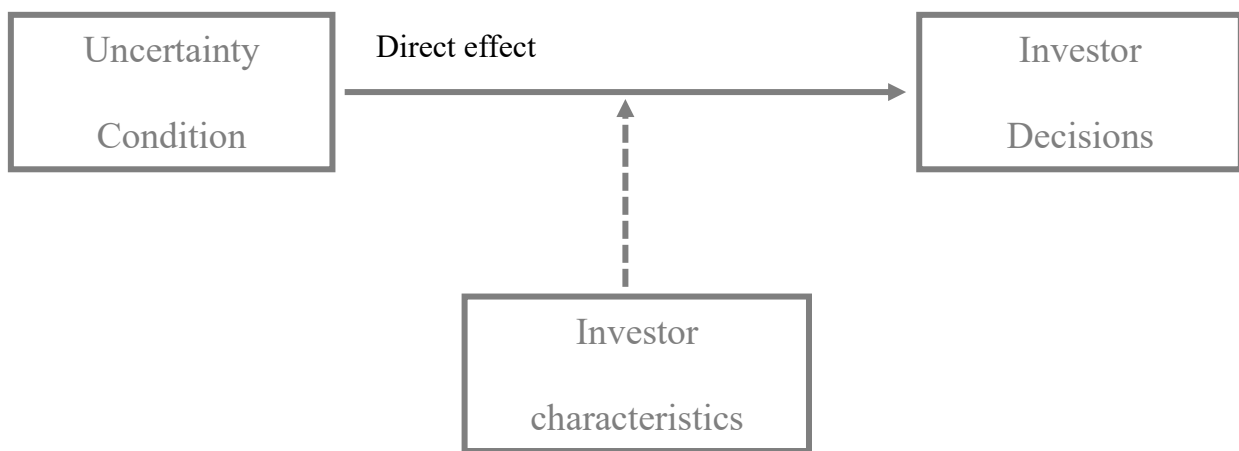 Uncertainty
Condition
Direct effect
Investor
Decisions
Investor
characteristics